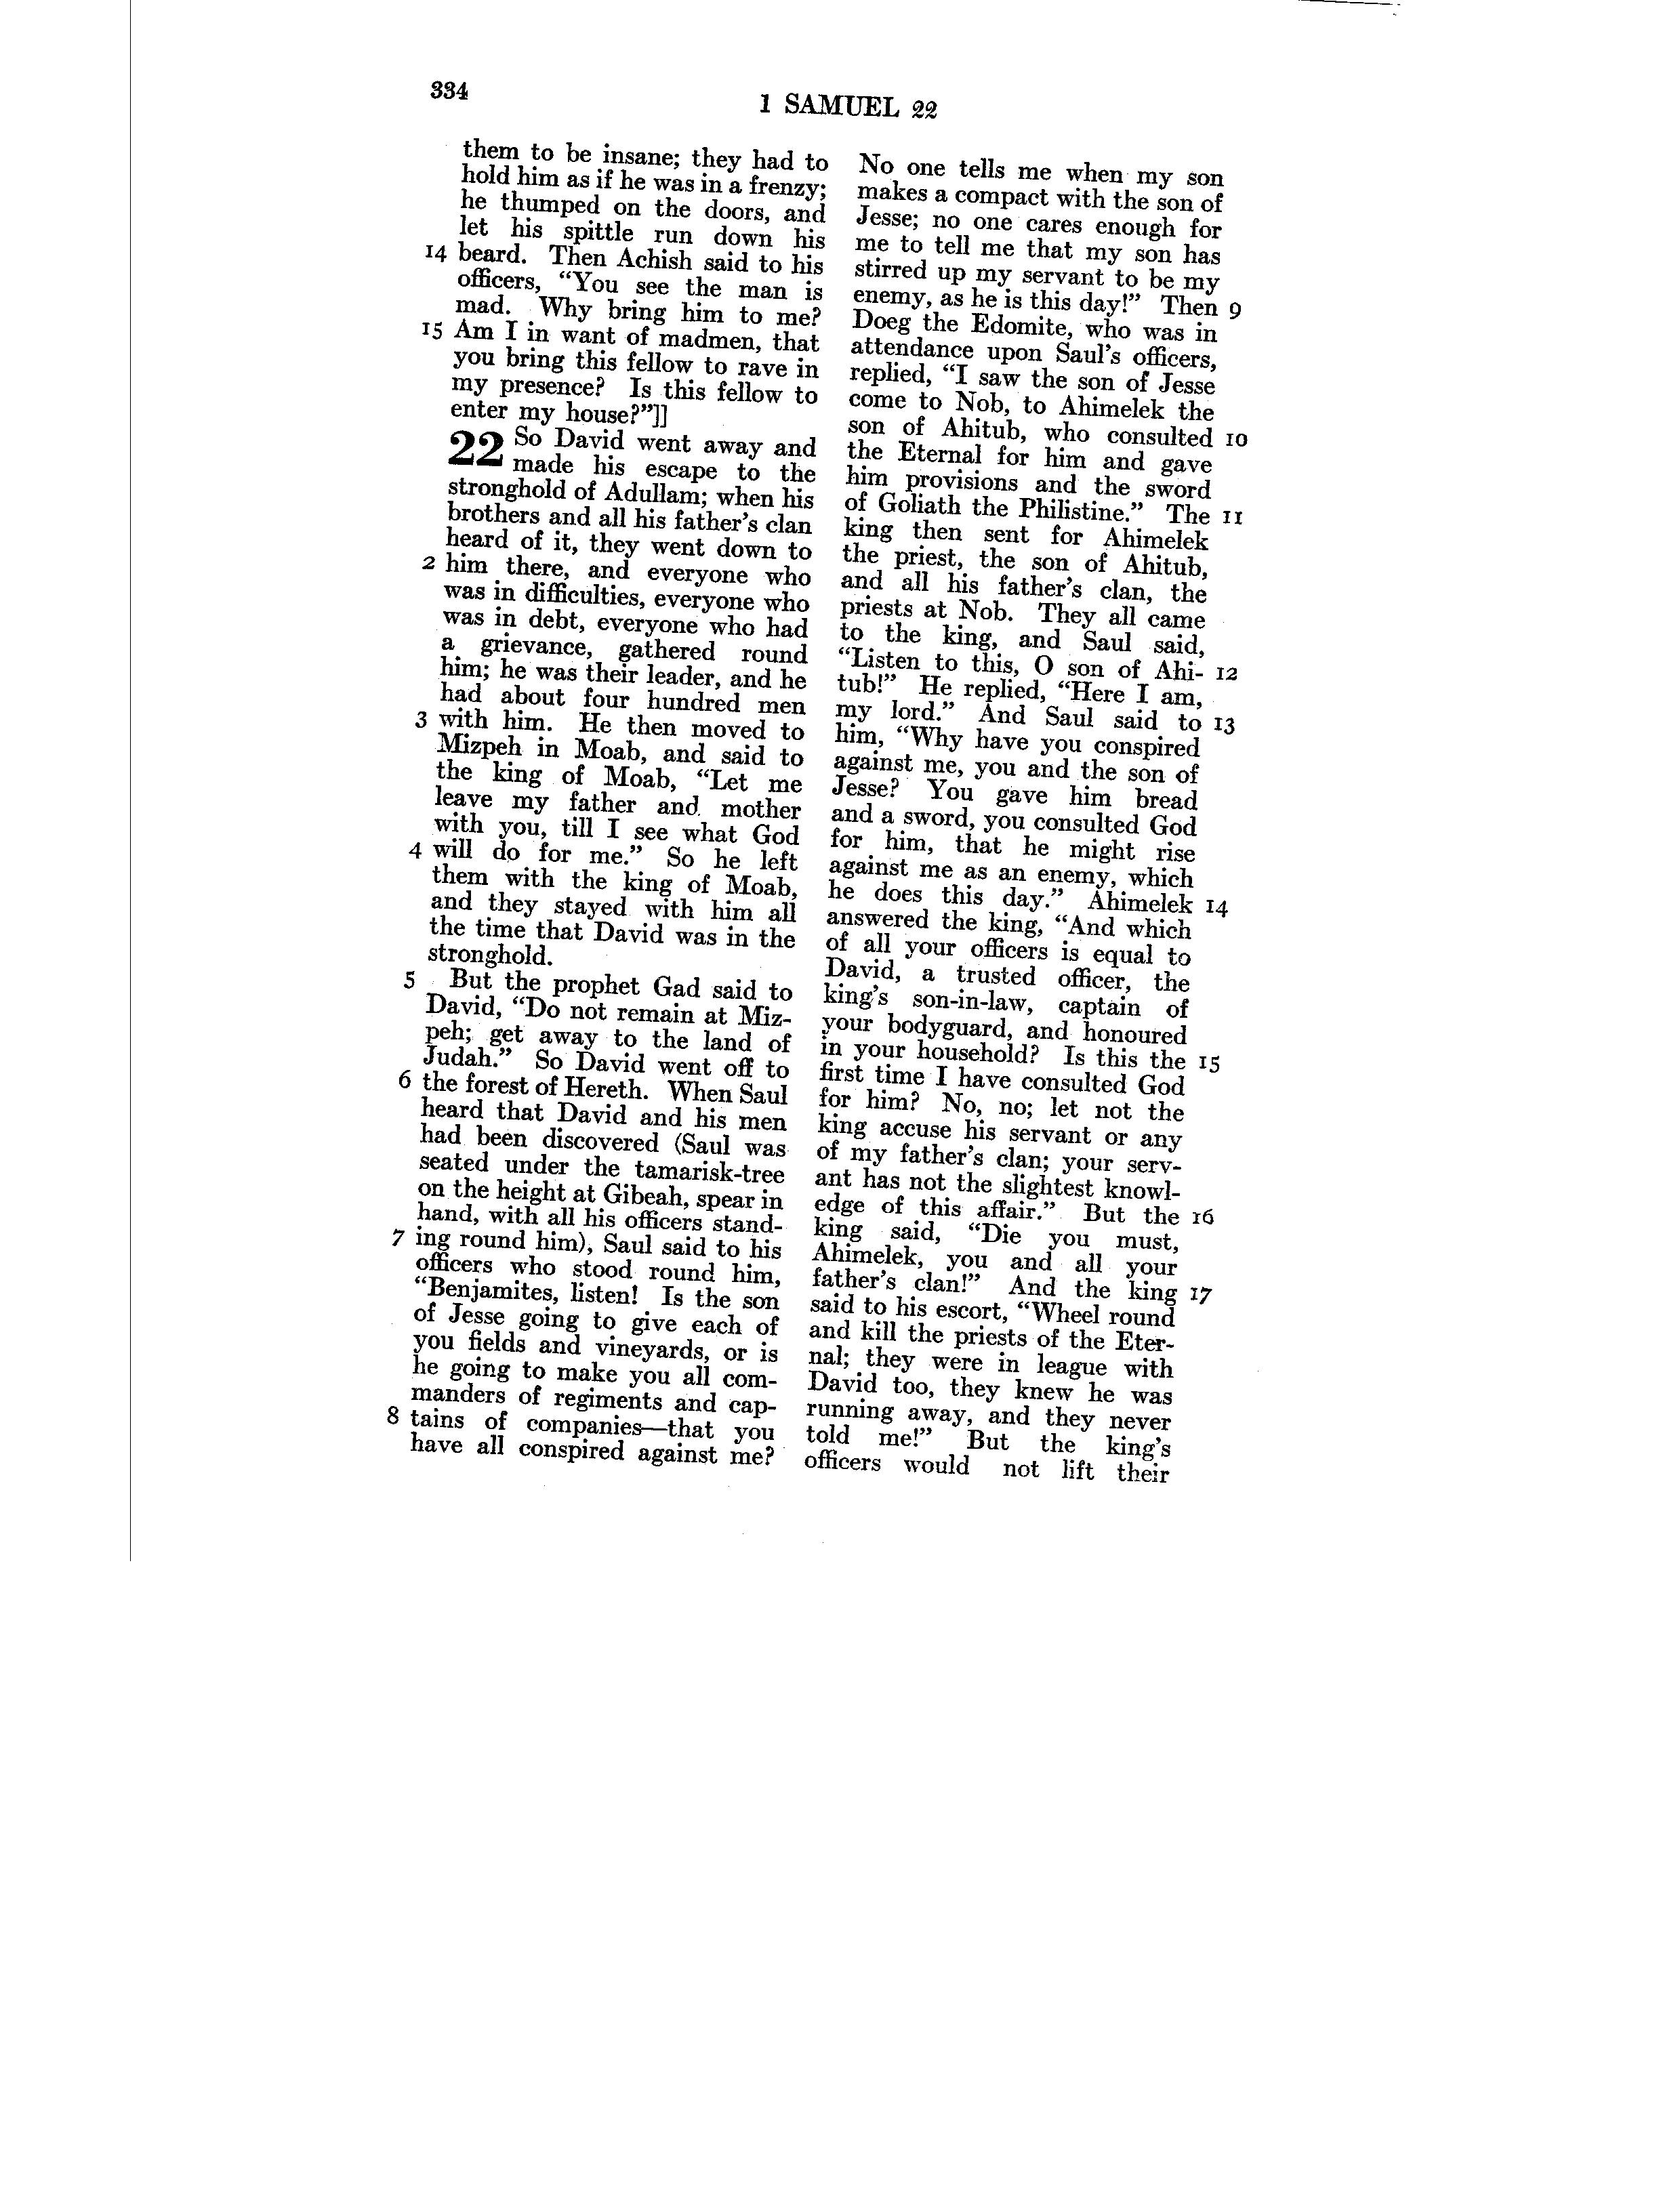 334
1 SAMUEL 22
them to be insane; they had to
hold him as if he was in a frenzy;
he thumped on the doors, and
let his spittle run down his
14 beard. Then Achish said to his
officers, “You see the man is
mad. Why bring him to me?
15 Am I in want of madmen, that
you bring this fellow to rave in
my presence? Is this fellow to
enter my house?”]]
22 So David went away and
made his escape to the
stronghold of Adullam; when his
brothers and all his father’s clan
heard of it, they went down to
2 him there, and everyone who
was in difficulties, everyone who
was in debt, everyone who had
a grievance, gathered round
him; he was their leader, and he
had about four hundred men
3 with him. He then moved to
Mizpeh in Moab, and said to
the king of Moab, “Let me
leave my father and mother
with you, till I see what God
4 will do for me.” So he left
them with the king of Moab,
and they stayed with him all
the time that David was in the
stronghold.
5 But the prophet Gad said to
David, “Do not remain at Miz-
peh; get away to the land of
Judah.” So David went off to
6 the forest of Hereth. When Saul
heard that David and his men
had been discovered (Saul was
seated under the tamarisk-tree
on the height at Gibeah, spear in
hand, with all his officers stand-
7 ing round him), Saul said to his
officers who stood round him,
“Benjamites, listen! Is the son
of Jesse going to give each of
you fields and vineyards, or is
he going to make you all com-
manders of regiments and cap-
8 tains of companies—that you
have all conspired against me?
No one tells me when my son
makes a compact with the son of
Jesse; no one cares enough for
me to tell me that my son has
stirred up my servant to be my
enemy, as he is this day!” Then 9
Doeg the Edomite, who was in
attendance upon Saul’s officers,
replied, “I saw the son of Jesse
come to Nob, to Ahimelek the
son of Ahitub, who consulted 10
the Eternal for him and gave
him provisions and the sword
of Goliath the Philistine.” The 11
king then sent for Ahimelek
the priest, the son of Ahitub,
and all his father’s clan, the
priests at Nob. They all came
to the king, and Saul said,
“Listen to this, O son of Ahi- 12
tub!” He replied, “Here I am,
my lord.” And Saul said to 13
him, “Why have you conspired
against me, you and the son of
Jesse? You gave him bread
and a sword, you consulted God
for him, that he might rise
against me as an enemy, which
he does this day.” Ahimelek 14
answered the king, “And which
of all your officers is equal to
David, a trusted officer, the
king’s son-in-law, captain of
your bodyguard, and honoured
in your household? Is this the 15
first time I have consulted God
for him? No, no; let not the
king accuse his servant or any
of my father’s clan; your serv-
ant has not the slightest knowl-
edge of this affair.” But the 16
king said, “Die you must,
Ahimelek, you and all your
father’s clan!” And the king 17
said to his escort, “Wheel round
and kill the priests of the Eter-
nal; they were in league with
David too, they knew he was
running away, and they never
told me!” But the king’s
officers would not lift their